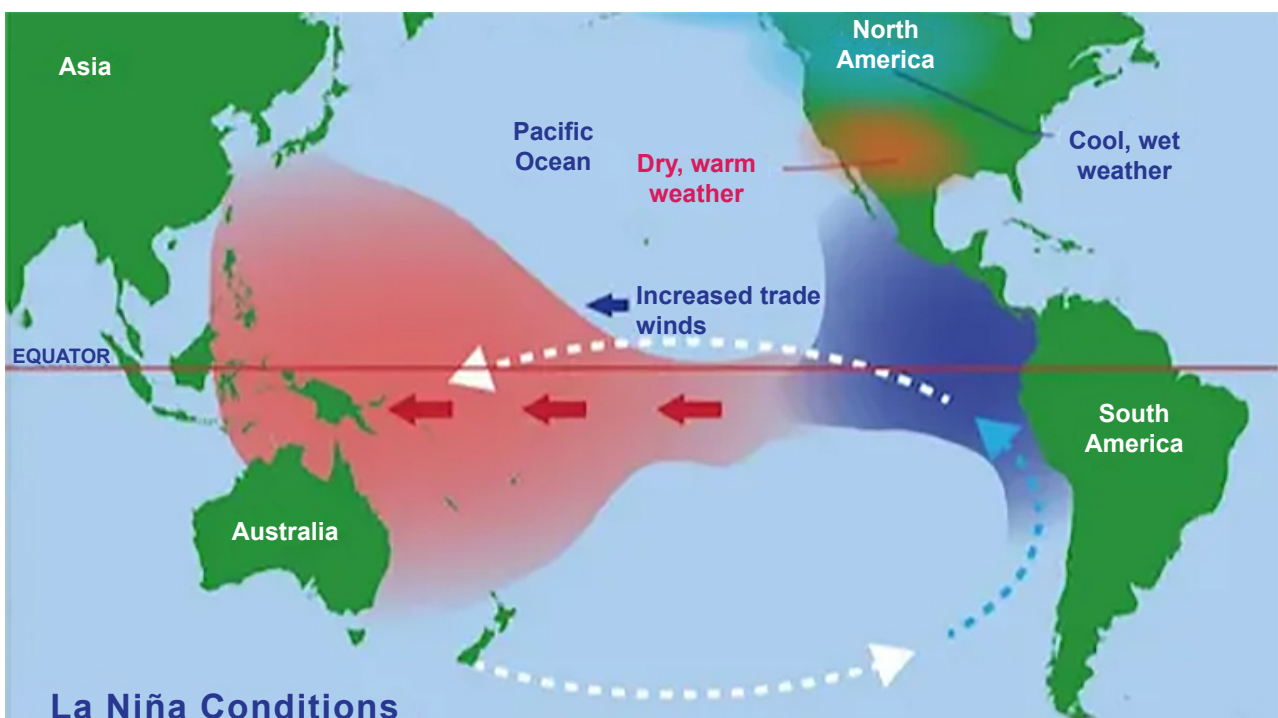 North
America
Asia
Pacific
Ocean
Dry, warm
weather
Cool, wet
weather
Increased trade
winds
EQUATOR
South
America
Australia
La Niña Conditions